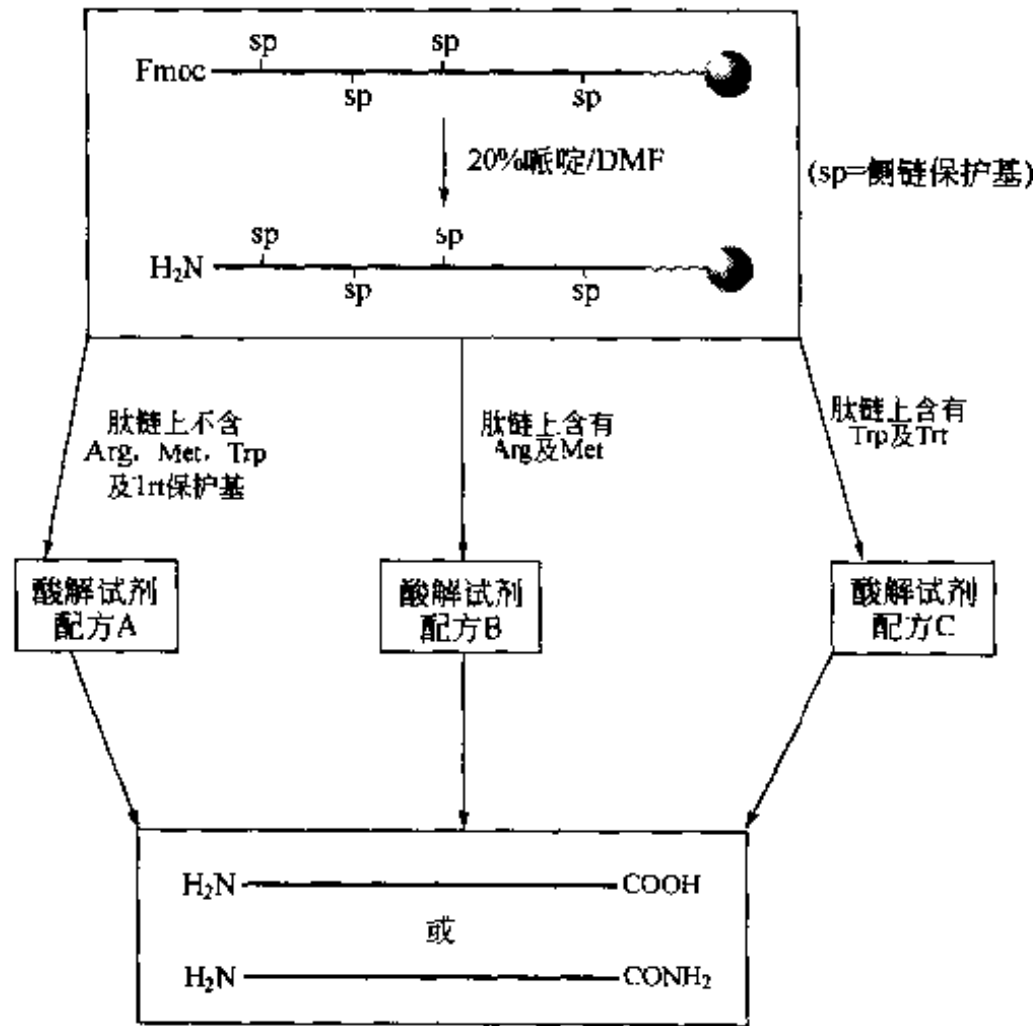 sp
sp
Fmoc
sp
sp
20%哌啶/DMF
(sp=侧链保护基)
sp
sp
H₂N
sp
sp
肽链上不含
Arg，Met，Trp
及Trt保护基
肽链上含有
Arg及Met
肽链上含有
Trp及Trt
酸解试剂
配方A
酸解试剂
配方B
酸解试剂
配方C
H₂N
COOH
或
H₂N
CONH₂